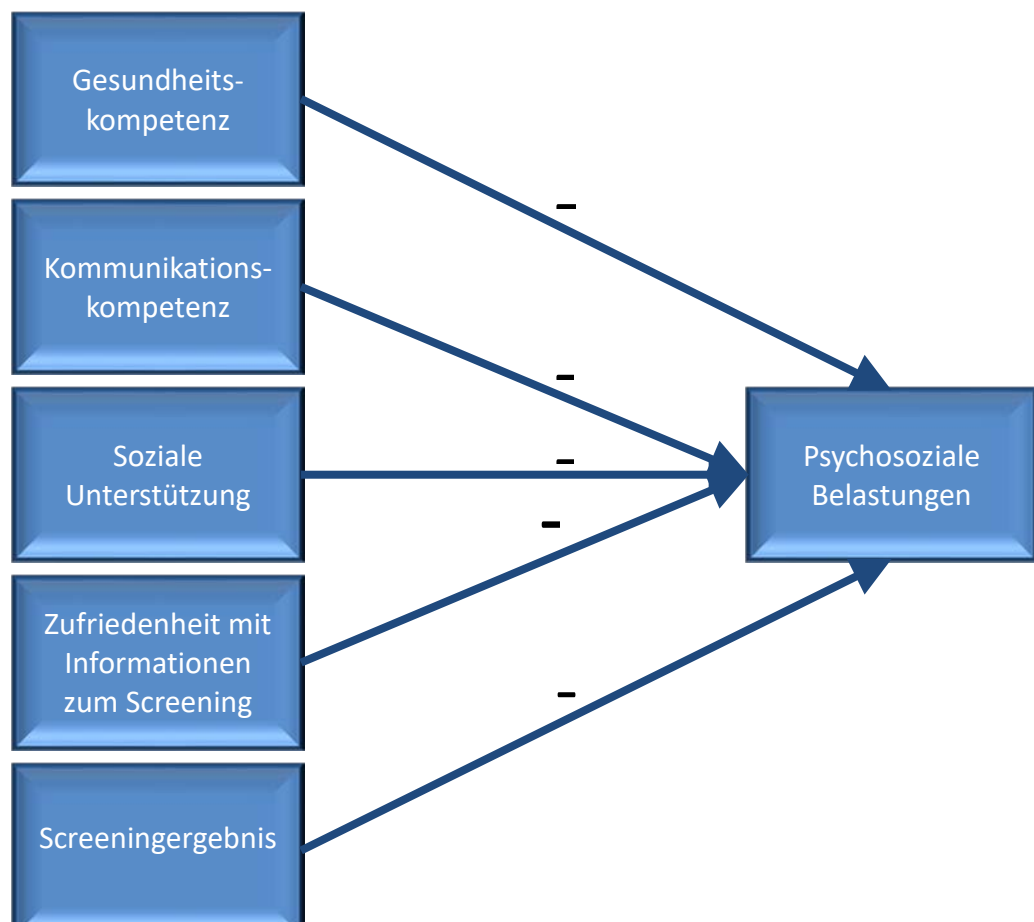 Gesundheits-
kompetenz
–
Kommunikations-
kompetenz
–
Soziale
Unterstützung
–
Psychosoziale
Belastungen
–
Zufriedenheit mit
Informationen
zum Screening
–
Screeningergebnis